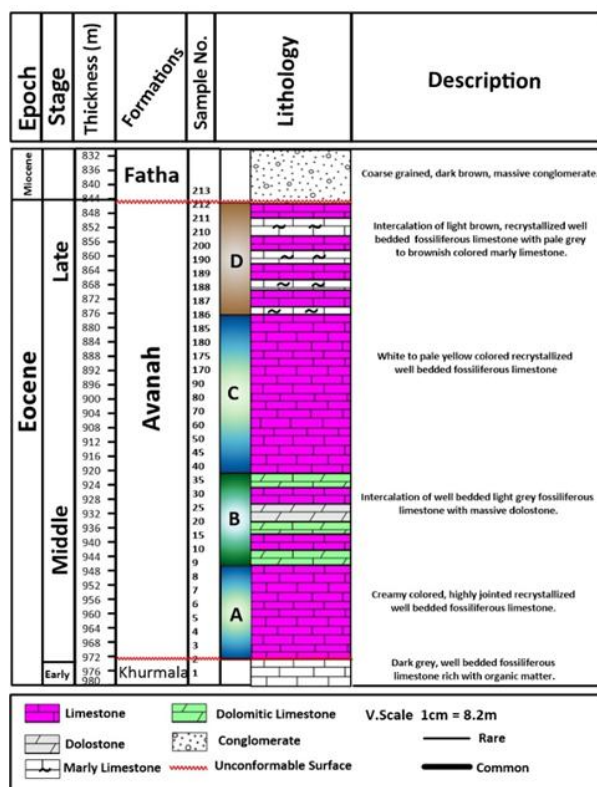 Epoch
Stage
Thickness (m)
Formations
Sample No.
Lithology
Description
Miocene
Eocene
Late
Middle
Early
832
836
840
844
848
852
856
860
864
868
872
876
880
884
888
892
896
900
904
908
912
916
920
924
928
932
936
940
944
948
952
956
960
964
968
972
976
980
Fatha
Avanah
Khurmala
213
212
211
210
200
190
189
188
187
186
185
180
175
170
90
80
70
60
50
45
40
35
30
25
20
15
10
9
8
7
6
5
4
3
2
1
D
C
B
A
Coarse grained, dark brown, massive conglomerate.
Intercalation of light brown, recrystallized well
bedded fossiliferous limestone with pale grey
to brownish colored marly limestone.
White to pale yellow colored recrystallized
well bedded fossiliferous limestone
Intercalation of well bedded light grey fossiliferous
limestone with massive dolostone.
Creamy colored, highly jointed recrystallized
well bedded fossiliferous limestone.
Dark grey, well bedded fossiliferous
limestone rich with organic matter.
Limestone
Dolomitic Limestone
V.Scale 1cm = 8.2m
Dolostone
Conglomerate
Rare
Marly Limestone
Unconformable Surface
Common